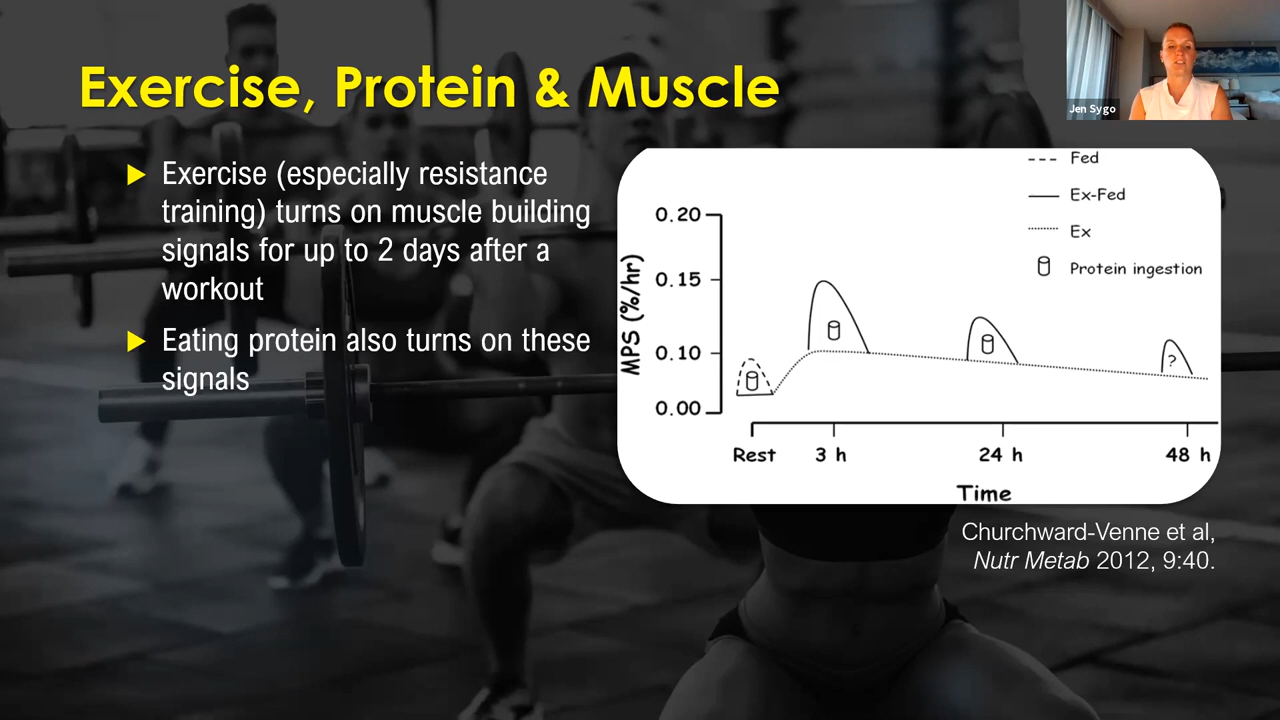 Exercise, Protein & Muscle
Jen Sygo
Exercise (especially resistance
training) turns on muscle building
signals for up to 2 days after a
workout
Eating protein also turns on these
signals
Fed
Ex-Fed
Ex
Protein ingestion
MPS (%/hr)
0.20
0.15
0.10
0.00
?
Rest 3 h 24 h 48 h
Time
Churchward-Venne et al,
Nutr Metab 2012, 9:40.